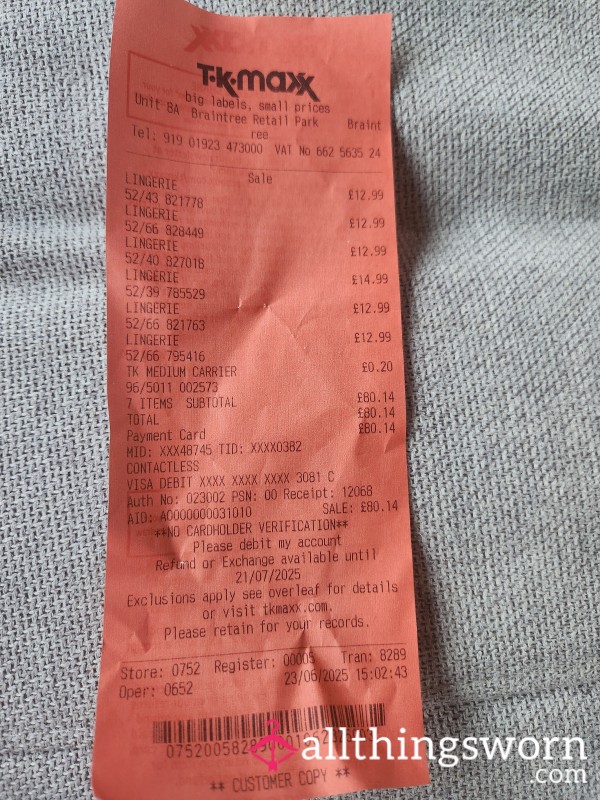 T·K·maxx
big labels, small prices
Unit 8A Braintree Retail Park Braint
ree
Tel: 919 01923 473000 VAT No 662 5635 24
Sale
LINGERIE £12.99
52/43 821778
LINGERIE £12.99
52/66 828449
LINGERIE £12.99
52/40 827018
LINGERIE £14.99
52/39 785529
LINGERIE £12.99
52/66 821763
LINGERIE £12.99
52/66 795416
TK MEDIUM CARRIER £0.20
96/5011 002573
7 ITEMS SUBTOTAL £80.14
TOTAL £80.14
Payment Card £80.14
MID: XXX48745 TID: XXXX0382
CONTACTLESS
VISA DEBIT XXXX XXXX XXXX 3081 C
Auth No: 023002 PSN: 00 Receipt: 12068
AID: A0000000031010 SALE: £80.14
**NO CARDHOLDER VERIFICATION**
Please debit my account
Refund or Exchange available until
21/07/2025
Exclusions apply see overleaf for details
or visit tkmaxx.com.
Please retain for your records.
Store: 0752 Register: 00005 Tran: 8289
Oper: 0652 23/06/2025 15:02:43
allthingsworn
.com
** CUSTOMER COPY **